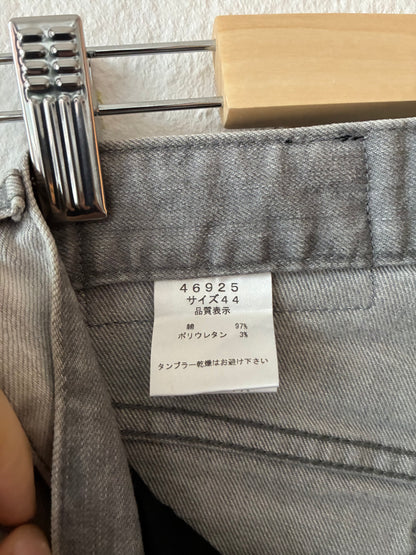 46925
サイズ44
品質表示
綿 97%
ポリウレタン 3%
タンブラー乾燥はお避け下さい